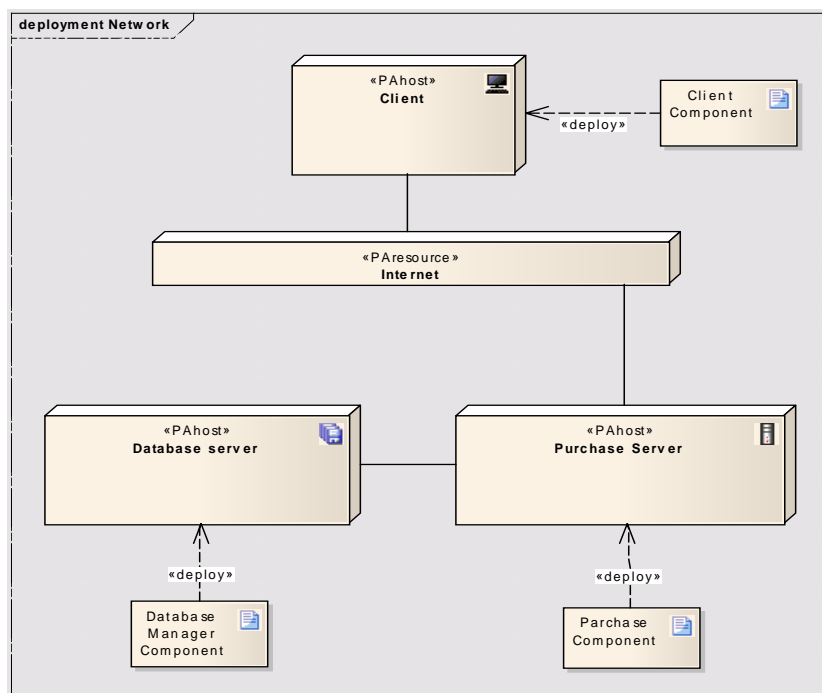 deployment Network
«PAhost»
Client
Client
Component
«deploy»
«PAresource»
Internet
«PAhost»
Database server
«PAhost»
Purchase Server
«deploy»
«deploy»
Database
Manager
Component
Parchase
Component